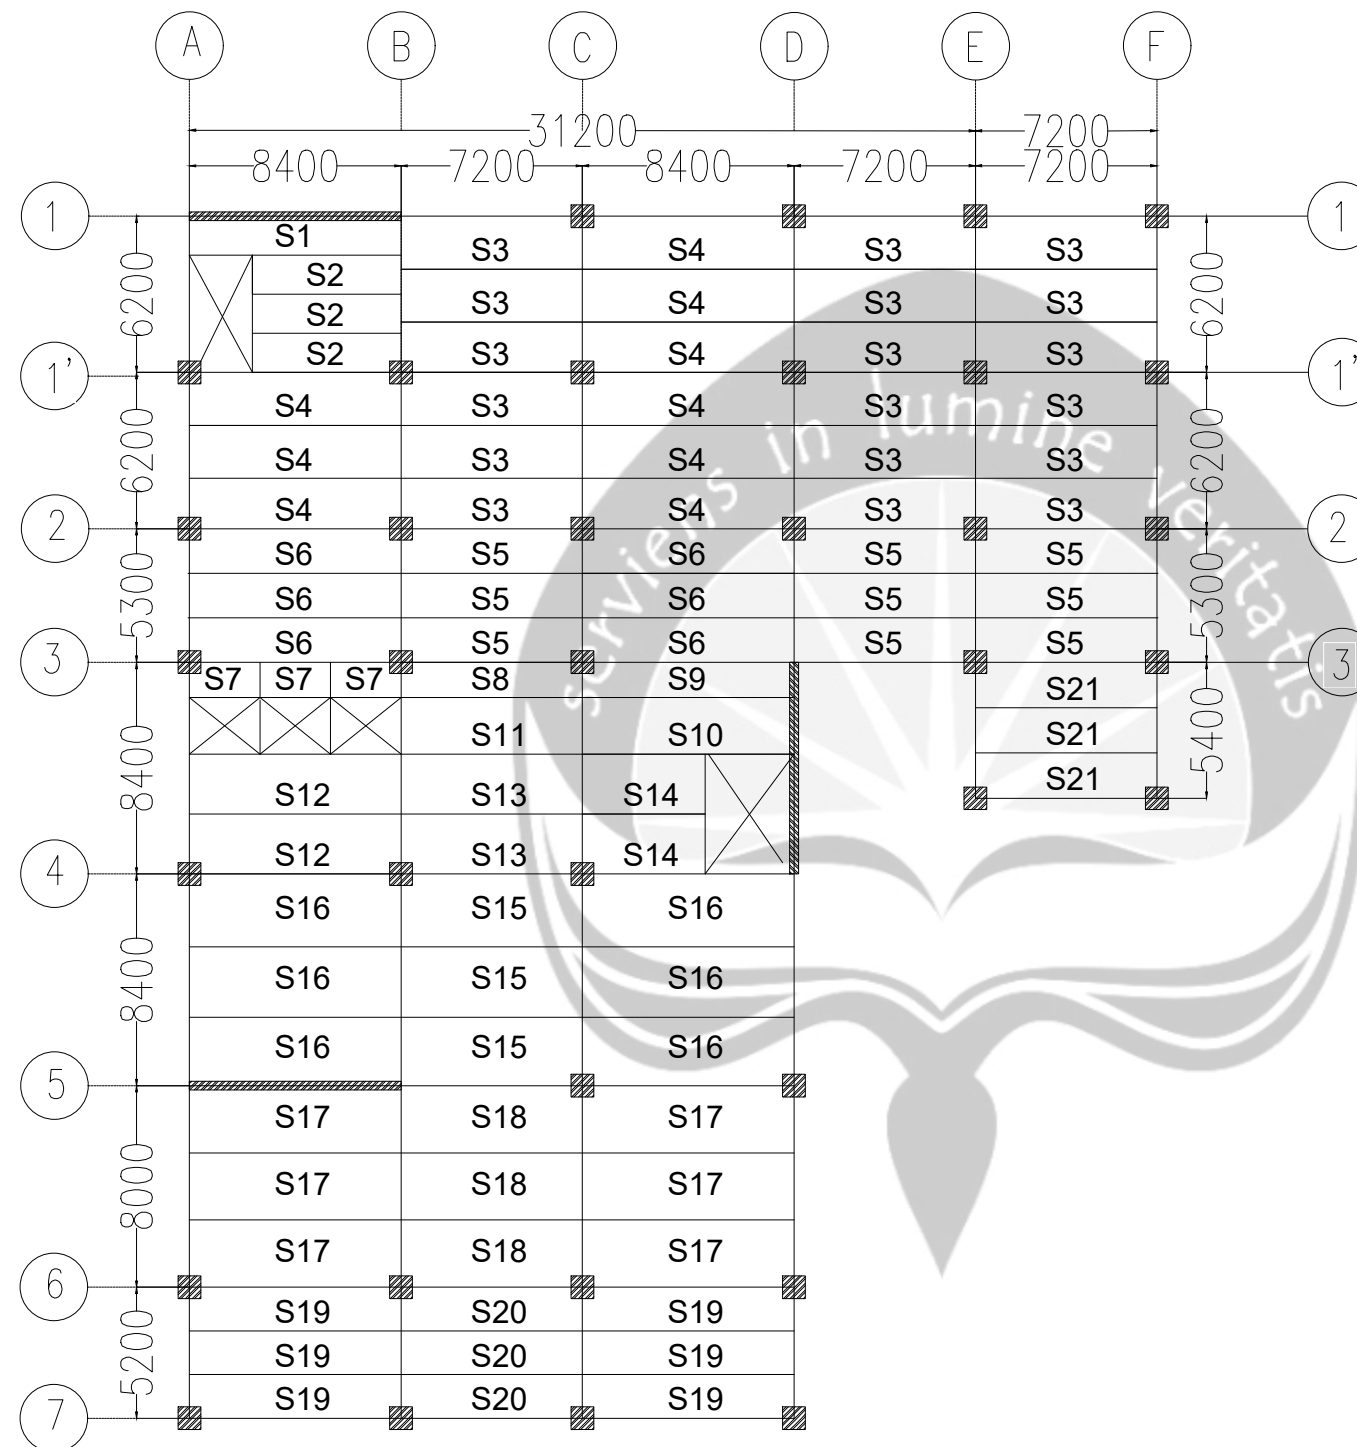 A B C D E F
31200 7200
8400 7200 8400 7200 7200
1 1
S1
S3 S4 S3 S3
S2
6200 6200
S2 S3 S4 S3 S3
S2 S3 S4 S3 S3
1' 1'
S4 S3 S4 S3 S3
6200 6200
S4 S3 S4 S3 S3
S4 S3 S4 S3 S3
2 2
S6 S5 S6 S5 S5
5300 5300
S6 S5 S6 S5 S5
S6 S5 S6 S5 S5
3 3
S7 S7 S7 S8 S9
S21
S11 S10 S21
8400 5400
S21
S12 S13 S14
S12 S13 S14
4
S16 S15 S16
8400
S16 S15 S16
S16 S15 S16
5
S17 S18 S17
8000
S17 S18 S17
S17 S18 S17
6
S19 S20 S19
5200
S19 S20 S19
S19 S20 S19
7
serviens in lumine veritatis